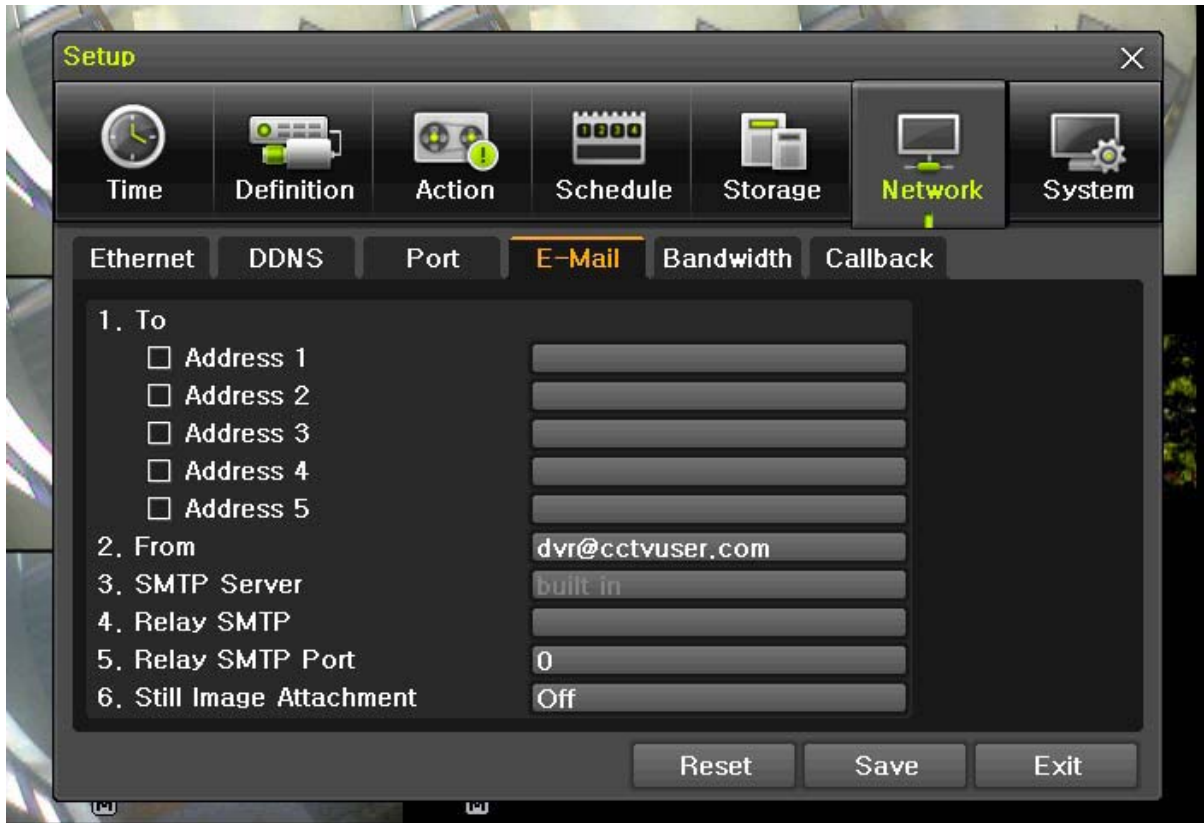 Setup
Time Definition Action Schedule Storage Network System
Ethernet DDNS Port E-Mail Bandwidth Callback
1. To
Address 1
Address 2
Address 3
Address 4
Address 5
2. From dvr@cctvuser.com
3. SMTP Server built in
4. Relay SMTP
5. Relay SMTP Port 0
6. Still Image Attachment Off
Reset Save Exit
M M